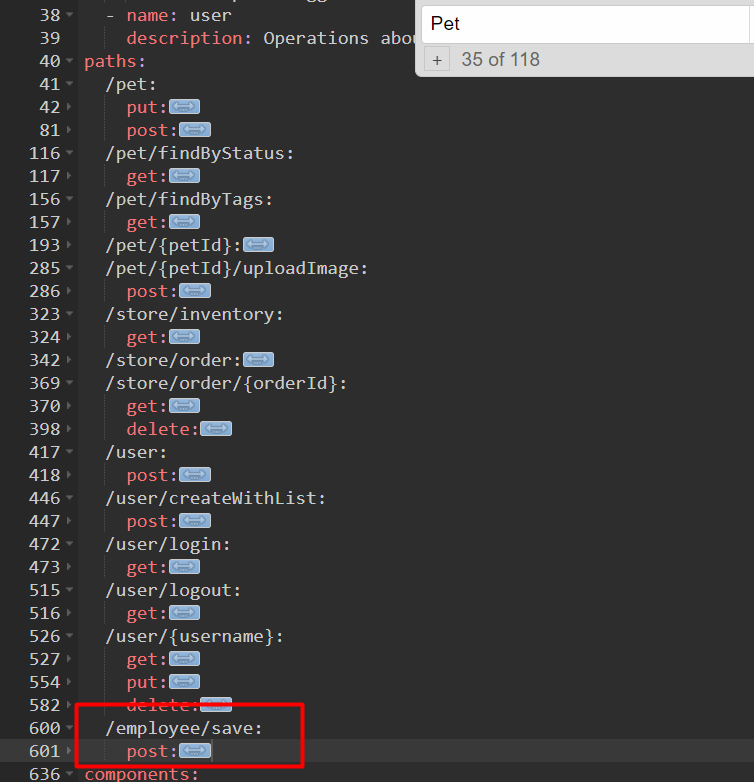 38 - name: user
39 description: Operations abou
40 paths:
41 /pet:
42 put:
81 post:
116 /pet/findByStatus:
117 get:
156 /pet/findByTags:
157 get:
193 /pet/{petId}:
285 /pet/{petId}/uploadImage:
286 post:
323 /store/inventory:
324 get:
342 /store/order:
369 /store/order/{orderId}:
370 get:
398 delete:
417 /user:
418 post:
446 /user/createWithList:
447 post:
472 /user/login:
473 get:
515 /user/logout:
516 get:
526 /user/{username}:
527 get:
554 put:
582 delete:
600 /employee/save:
601 post:
636 components:
Pet
+ 35 of 118